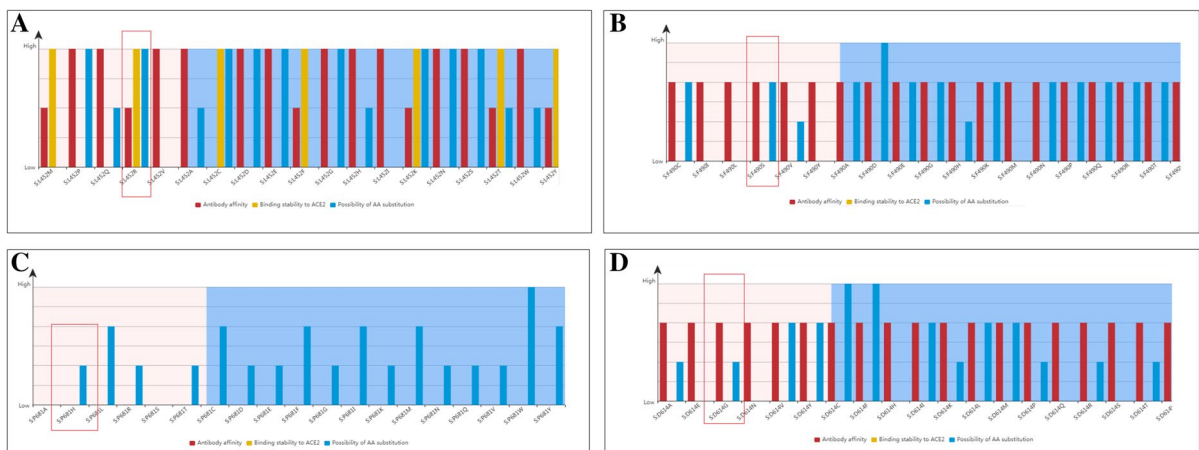 A
High
Low
S:L452M
S:L452P
S:L452Q
S:L452R
S:L452V
S:L452A
S:L452C
S:L452D
S:L452E
S:L452F
S:L452G
S:L452H
S:L452I
S:L452K
S:L452N
S:L452S
S:L452T
S:L452W
S:L452Y
Antibody affinity Binding stability to ACE2 Possibility of AA substitution
B
High
Low
S:F490C
S:F490I
S:F490L
S:F490S
S:F490V
S:F490Y
S:F490A
S:F490D
S:F490E
S:F490G
S:F490H
S:F490K
S:F490M
S:F490N
S:F490P
S:F490Q
S:F490R
S:F490T
S:F490
Antibody affinity Binding stability to ACE2 Possibility of AA substitution
C
High
Low
S:P681A
S:P681H
S:P681L
S:P681R
S:P681S
S:P681T
S:P681C
S:P681D
S:P681E
S:P681F
S:P681G
S:P681I
S:P681K
S:P681M
S:P681N
S:P681Q
S:P681V
S:P681W
S:P681Y
Antibody affinity Binding stability to ACE2 Possibility of AA substitution
D
High
Low
S:D614A
S:D614E
S:D614G
S:D614N
S:D614V
S:D614Y
S:D614C
S:D614F
S:D614H
S:D614I
S:D614K
S:D614L
S:D614M
S:D614P
S:D614Q
S:D614R
S:D614S
S:D614T
S:D614
Antibody affinity Binding stability to ACE2 Possibility of AA substitution